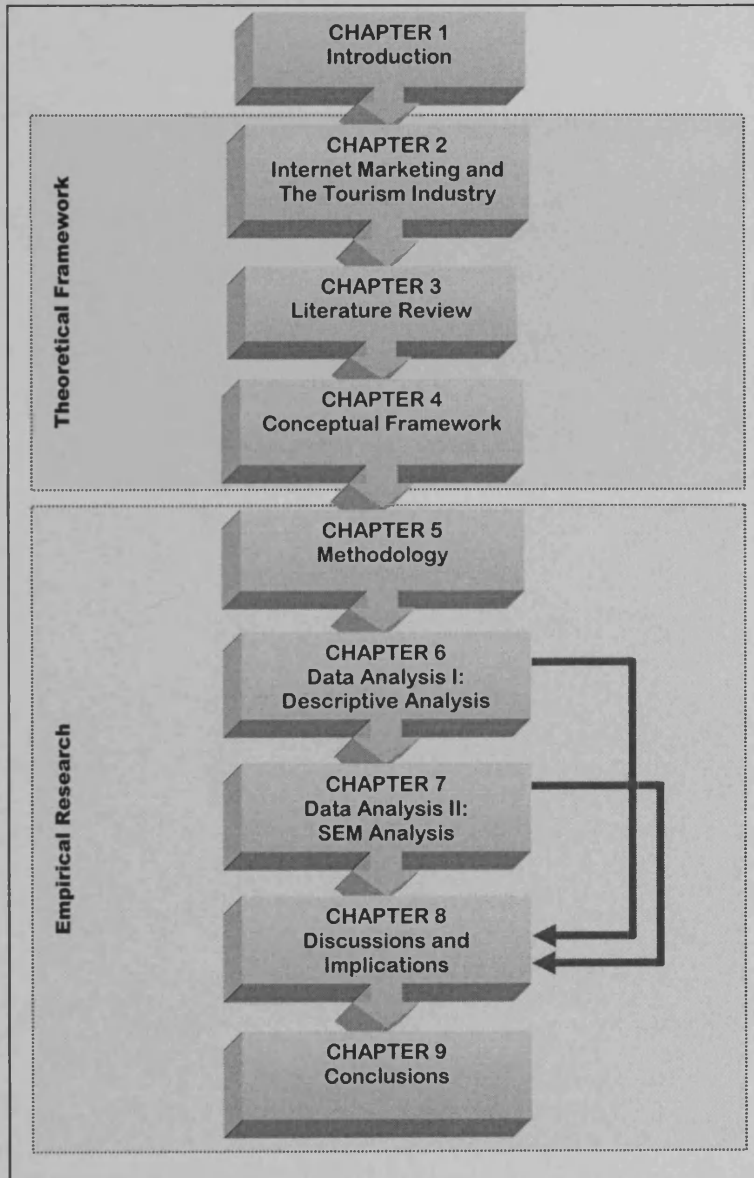 CHAPTER 1
Introduction
Theoretical Framework
CHAPTER 2
Internet Marketing and
The Tourism Industry
CHAPTER 3
Literature Review
CHAPTER 4
Conceptual Framework
Empirical Research
CHAPTER 5
Methodology
CHAPTER 6
Data Analysis I:
Descriptive Analysis
CHAPTER 7
Data Analysis II:
SEM Analysis
CHAPTER 8
Discussions and
Implications
CHAPTER 9
Conclusions